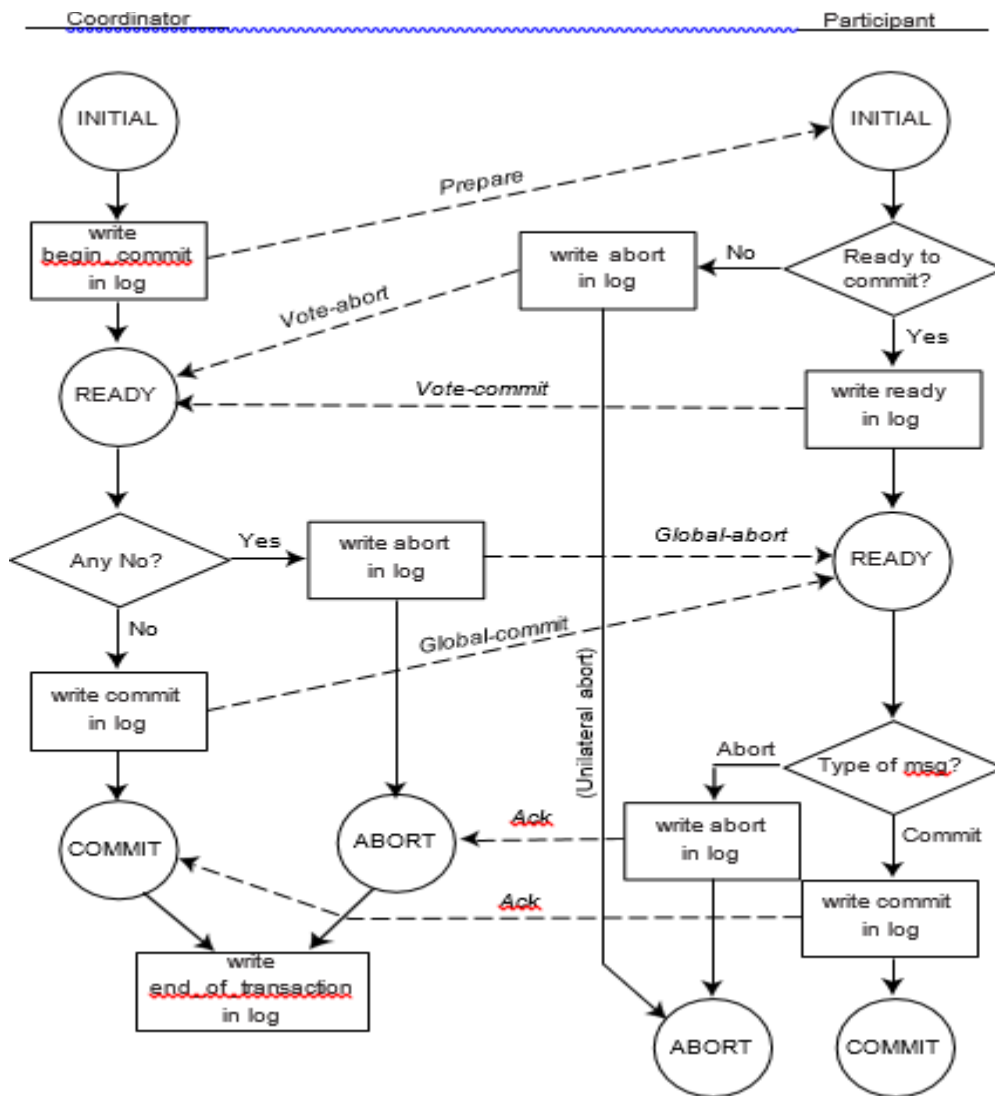 Coordinator
Participant
INITIAL
INITIAL
Prepare
write
begin_commit
in log
write abort
in log
No
Ready to
commit?
Vote-abort
Yes
READY
Vote-commit
write ready
in log
Any No?
Yes
write abort
in log
Global-abort
READY
No
Global-commit
write commit
in log
(Unilateral abort)
Abort
Type of msg?
COMMIT
ABORT
Ack
write abort
in log
Commit
Ack
write commit
in log
write
end_of_transaction
in log
ABORT
COMMIT